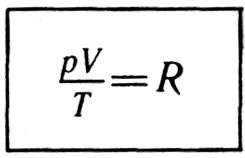 pV/T = R